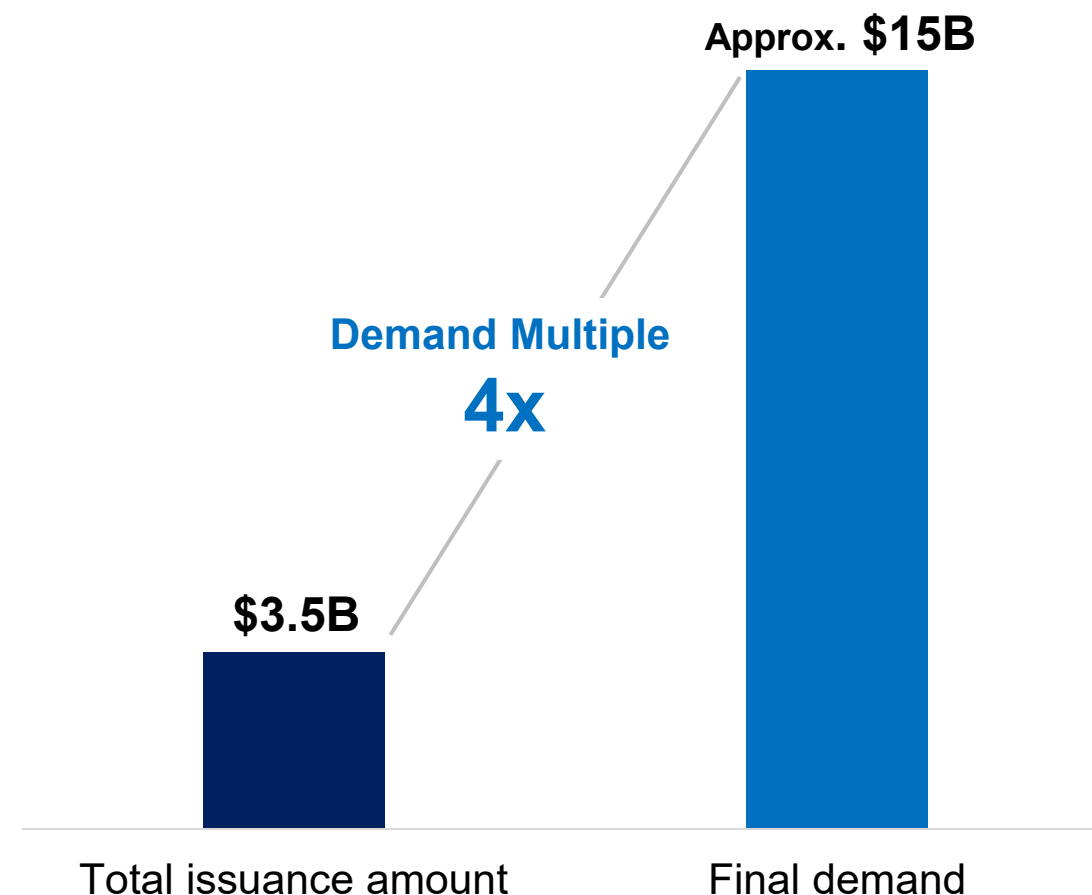 Approx. $15B
Demand Multiple
4x
$3.5B
Total issuance amount
Final demand